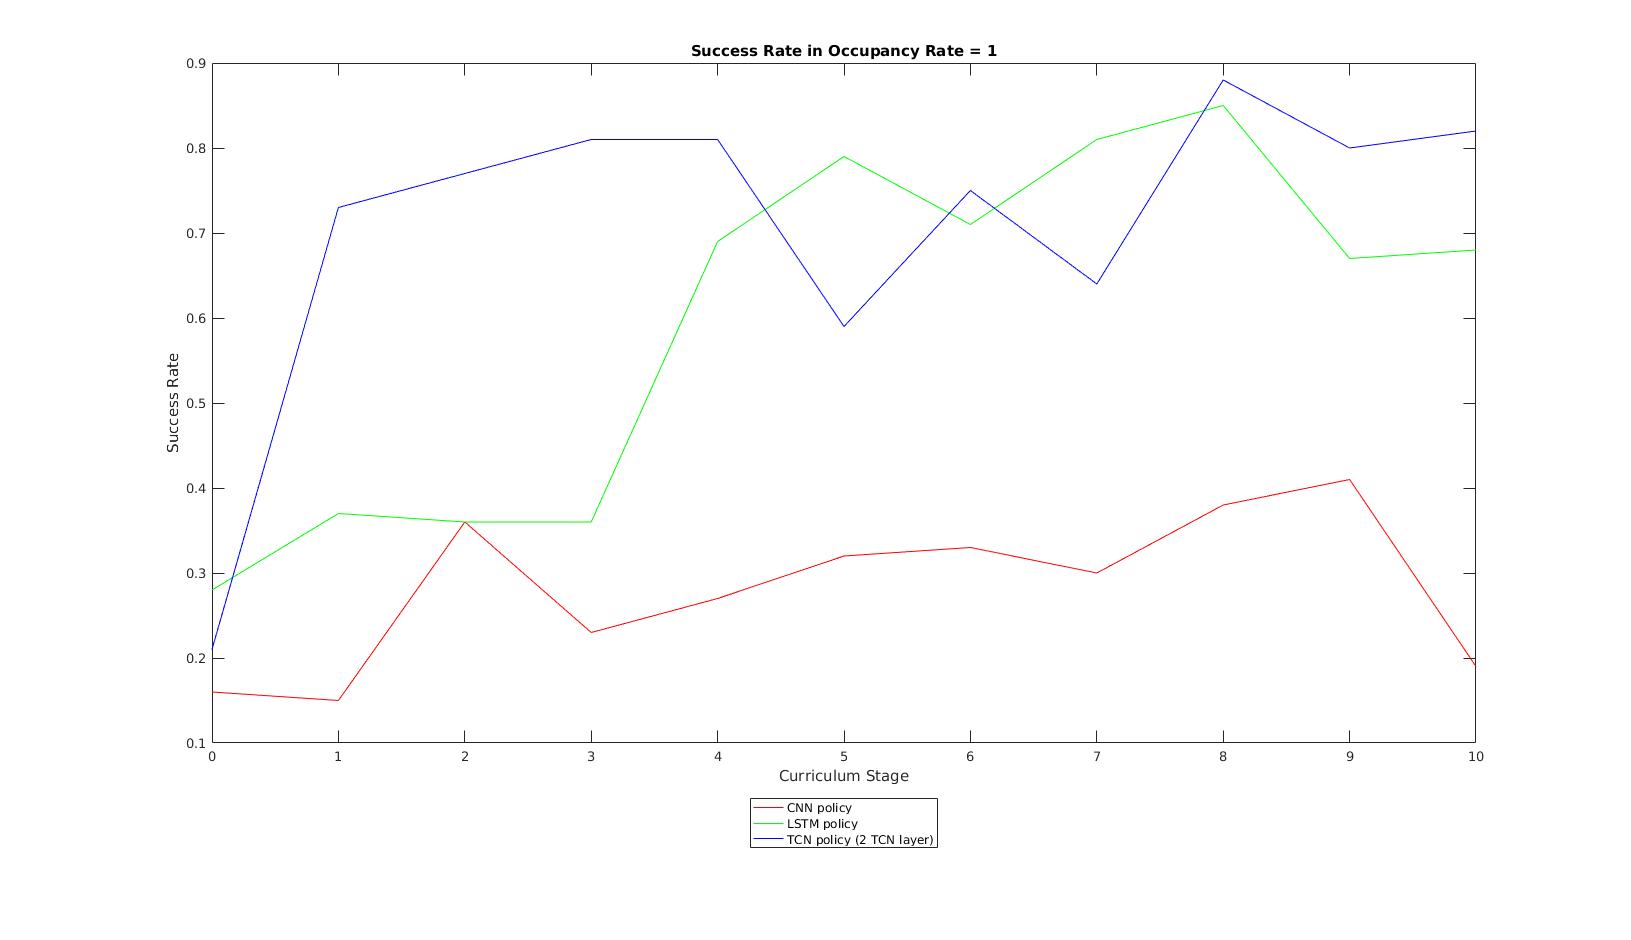 Success Rate in Occupancy Rate = 1
0.9
0.8
0.7
0.6
0.5
0.4
0.3
0.2
0.1
Success Rate
0 1 2 3 4 5 6 7 8 9 10
Curriculum Stage
CNN policy
LSTM policy
TCN policy (2 TCN layer)